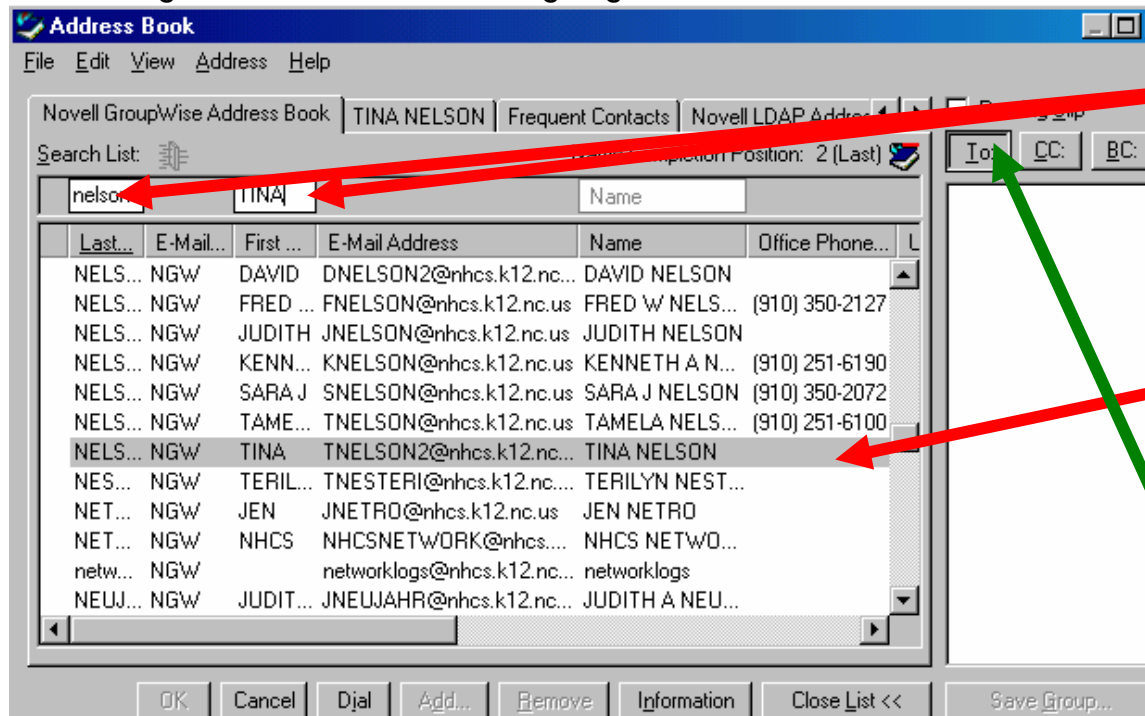 Address Book
File Edit View Address Help
Novell GroupWise Address Book TINA NELSON Frequent Contacts Novell LDAP Addres
Search List: Completion Position: 2 (Last) To: CC: BC:
nelson TINA Name
Last... E-Mail... First ... E-Mail Address Name Office Phone... L
NELS... NGW DAVID DNELSON2@nhcs.k12.nc... DAVID NELSON
NELS... NGW FRED ... FNELSON@nhcs.k12.nc.us FRED W NELS... (910) 350-2127
NELS... NGW JUDITH JNELSON@nhcs.k12.nc.us JUDITH NELSON
NELS... NGW KENN... KNELSON@nhcs.k12.nc.us KENNETH A N... (910) 251-6190
NELS... NGW SARA J SNELSON@nhcs.k12.nc.us SARA J NELSON (910) 350-2072
NELS... NGW TAME... TNELSON@nhcs.k12.nc.us TAMELA NELS... (910) 251-6100
NELS... NGW TINA TNELSON2@nhcs.k12.nc... TINA NELSON
NES... NGW TERIL... TNESTERI@nhcs.k12.nc.... TERILYN NEST...
NET... NGW JEN JNETRO@nhcs.k12.nc.us JEN NETRO
NET... NGW NHCS NHCSNETWORK@nhcs.... NHCS NETWO...
netw... NGW networklogs@nhcs.k12.nc... networklogs
NEUJ... NGW JUDIT... JNEUJAHR@nhcs.k12.nc... JUDITH A NEU...
OK Cancel Dial Add... Remove Information Close List << Save Group...